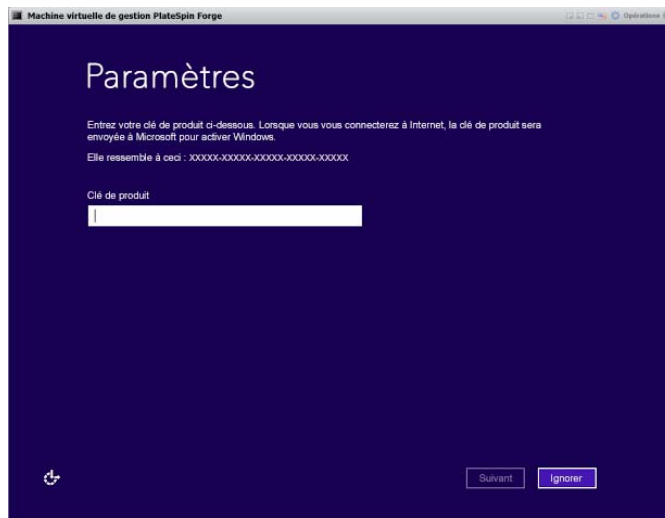 Machine virtuelle de gestion PlateSpin Forge
Opérations
Paramètres
Entrez votre clé de produit ci-dessous. Lorsque vous vous connecterez à Internet, la clé de produit sera
envoyée à Microsoft pour activer Windows.
Elle ressemble à ceci : XXXXX-XXXXX-XXXXX-XXXXX-XXXXX
Clé de produit
Suivant
Ignorer